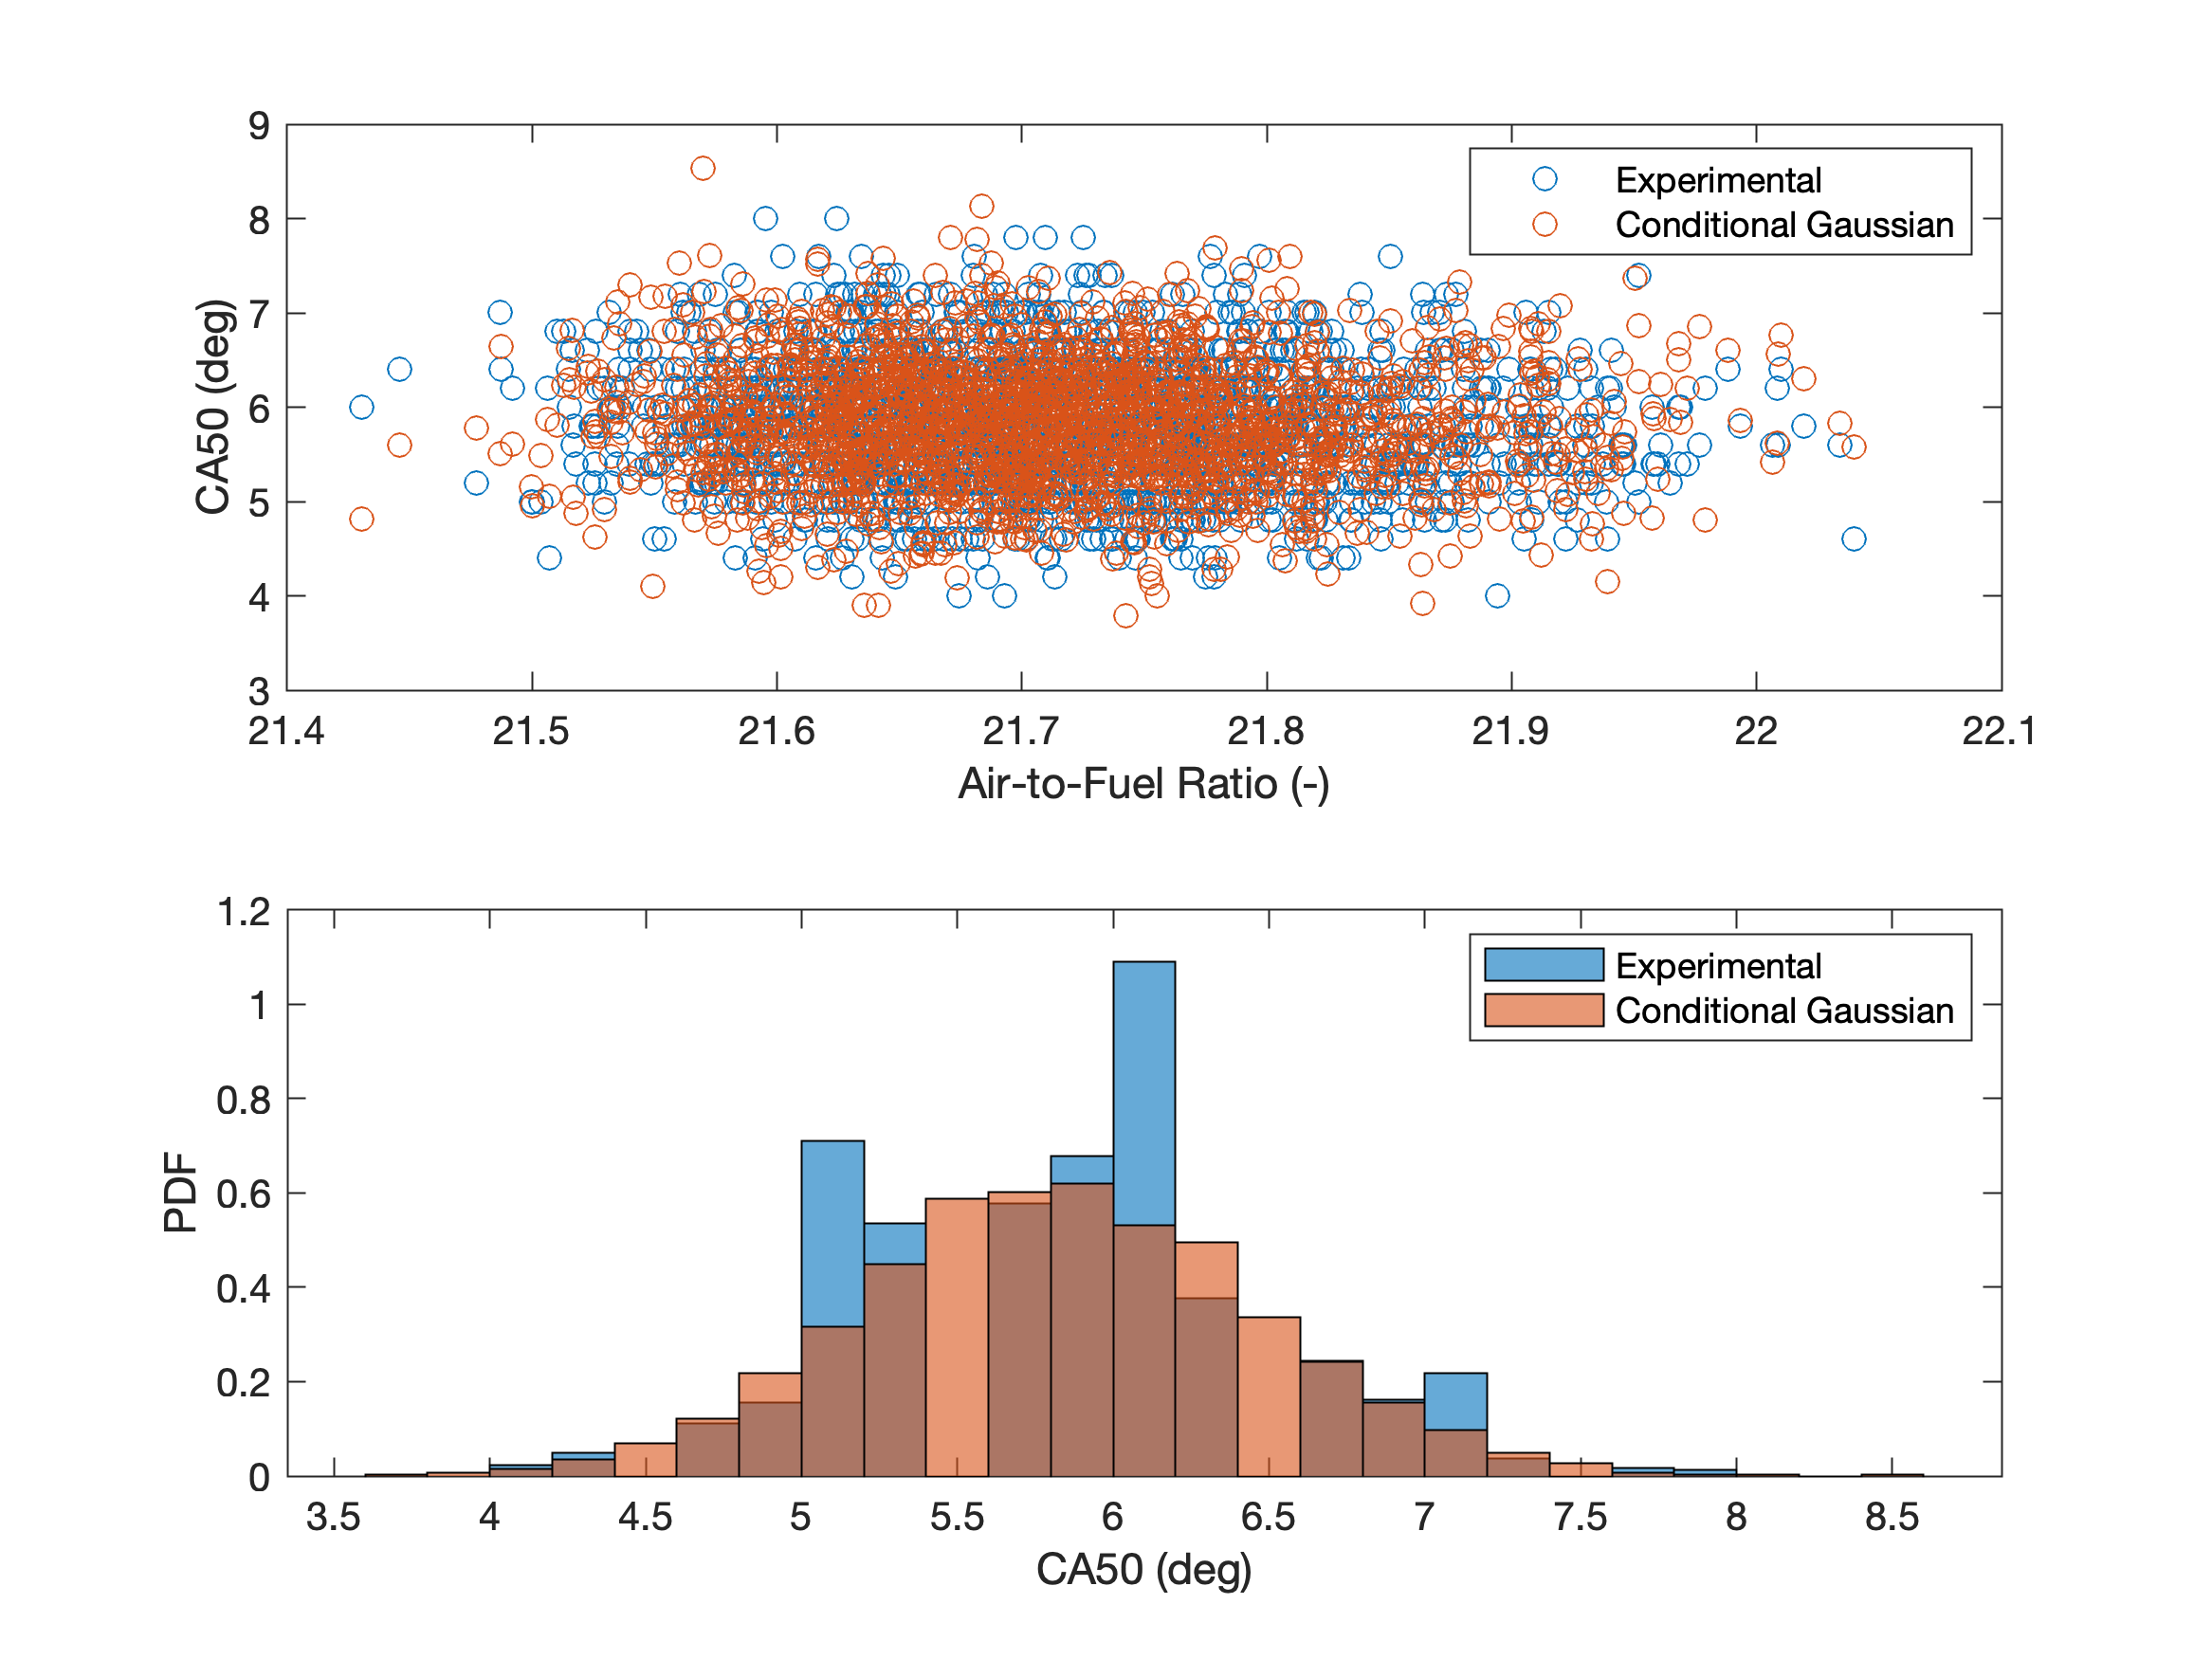 9
8
7
6
5
4
3
CA50 (deg)
Experimental
Conditional Gaussian
21.4 21.5 21.6 21.7 21.8 21.9 22 22.1
Air-to-Fuel Ratio (-)
1.2
1
0.8
0.6
0.4
0.2
0
PDF
Experimental
Conditional Gaussian
3.5 4 4.5 5 5.5 6 6.5 7 7.5 8 8.5
CA50 (deg)